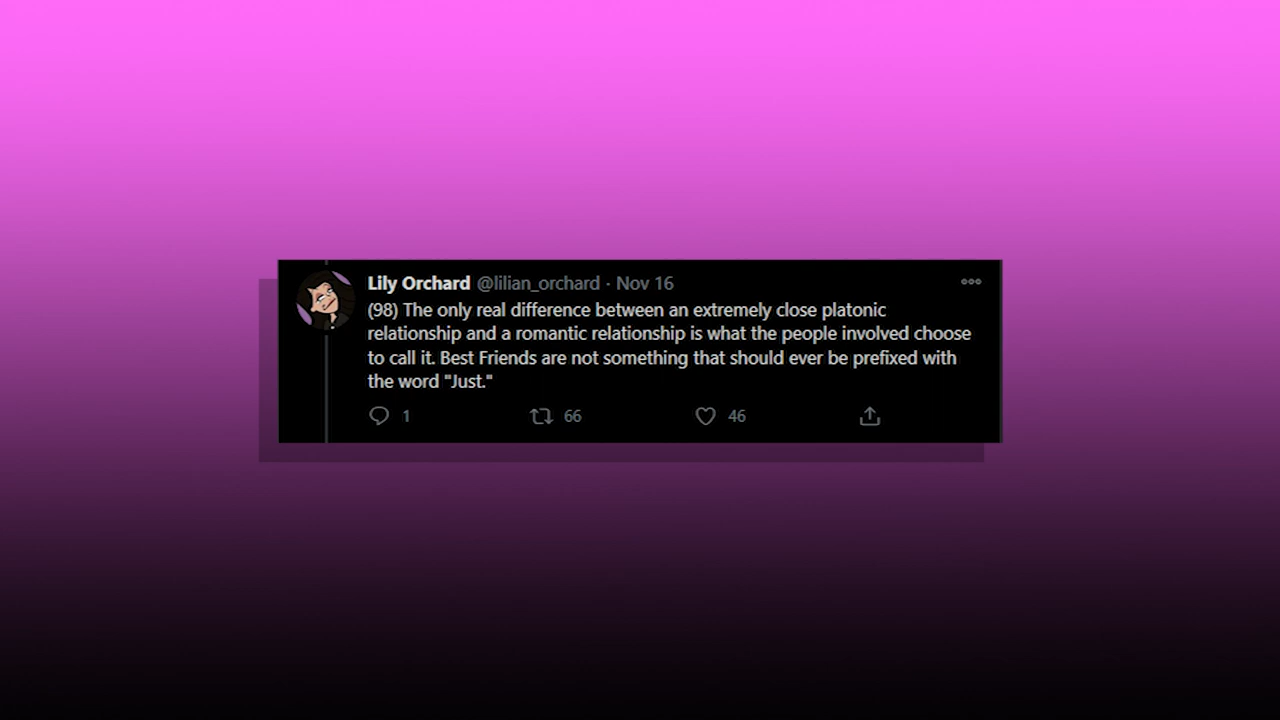 Lily Orchard @lilian_orchard · Nov 16
(98) The only real difference between an extremely close platonic
relationship and a romantic relationship is what the people involved choose
to call it. Best Friends are not something that should ever be prefixed with
the word "Just."
1 66 46